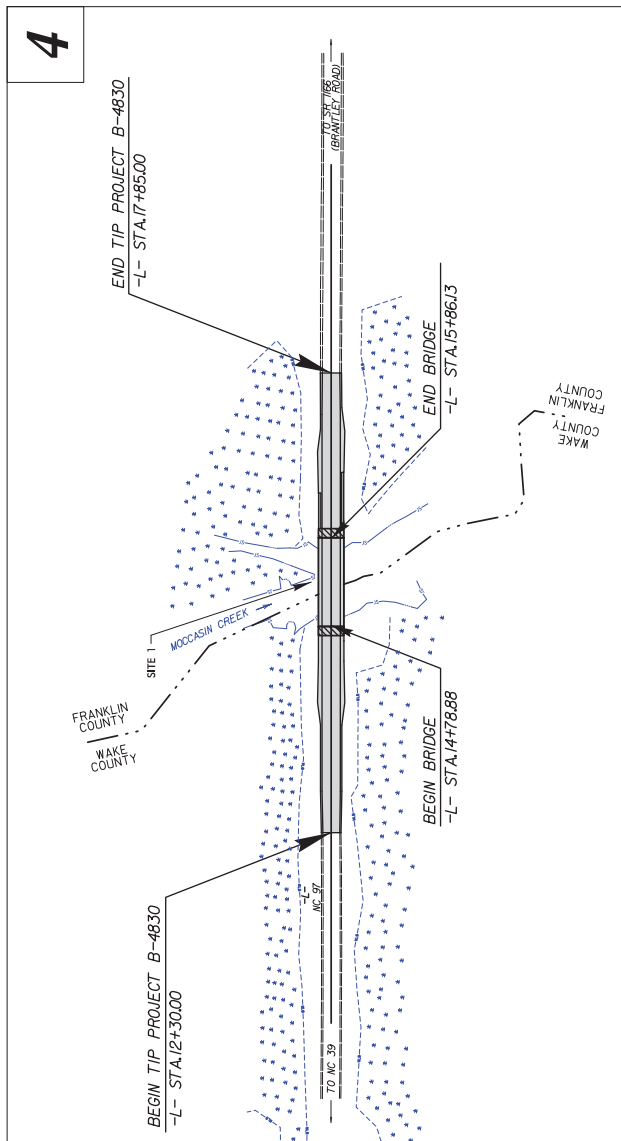 4
BEGIN TIP PROJECT B-4830
-L- STA.12+30.00
END TIP PROJECT B-4830
-L- STA.17+85.00
FRANKLIN
COUNTY
WAKE
COUNTY
SITE 1
MOCCASIN CREEK
TO NC 39
-L-
NC 97
TO SR 1166
(BRANTLEY ROAD)
BEGIN BRIDGE
-L- STA.14+78.88
END BRIDGE
-L- STA.15+86.13
WAKE
COUNTY
FRANKLIN
COUNTY